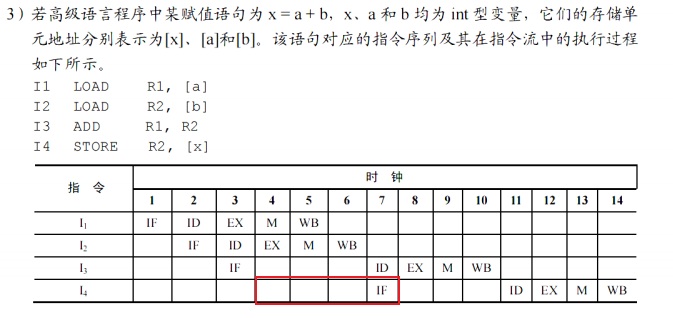 3）若高级语言程序中某赋值语句为 x = a + b，x、a 和 b 均为 int 型变量，它们的存储单
元地址分别表示为[x]、[a]和[b]。该语句对应的指令序列及其在指令流中的执行过程
如下所示。
I1 LOAD R1, [a]
I2 LOAD R2, [b]
I3 ADD R1, R2
I4 STORE R2, [x]
指 令 时 钟
1 2 3 4 5 6 7 8 9 10 11 12 13 14
I₁ IF ID EX M WB
I₂ IF ID EX M WB
I₃ IF ID EX M WB
I₄ IF ID EX M WB